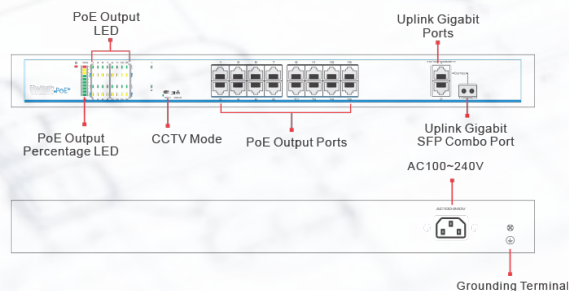 PoE Output
LED
Uplink Gigabit
Ports
PoE+
PoE Output
Percentage LED
CCTV Mode
PoE Output Ports
Uplink Gigabit
SFP Combo Port
AC100~240V
Grounding Terminal